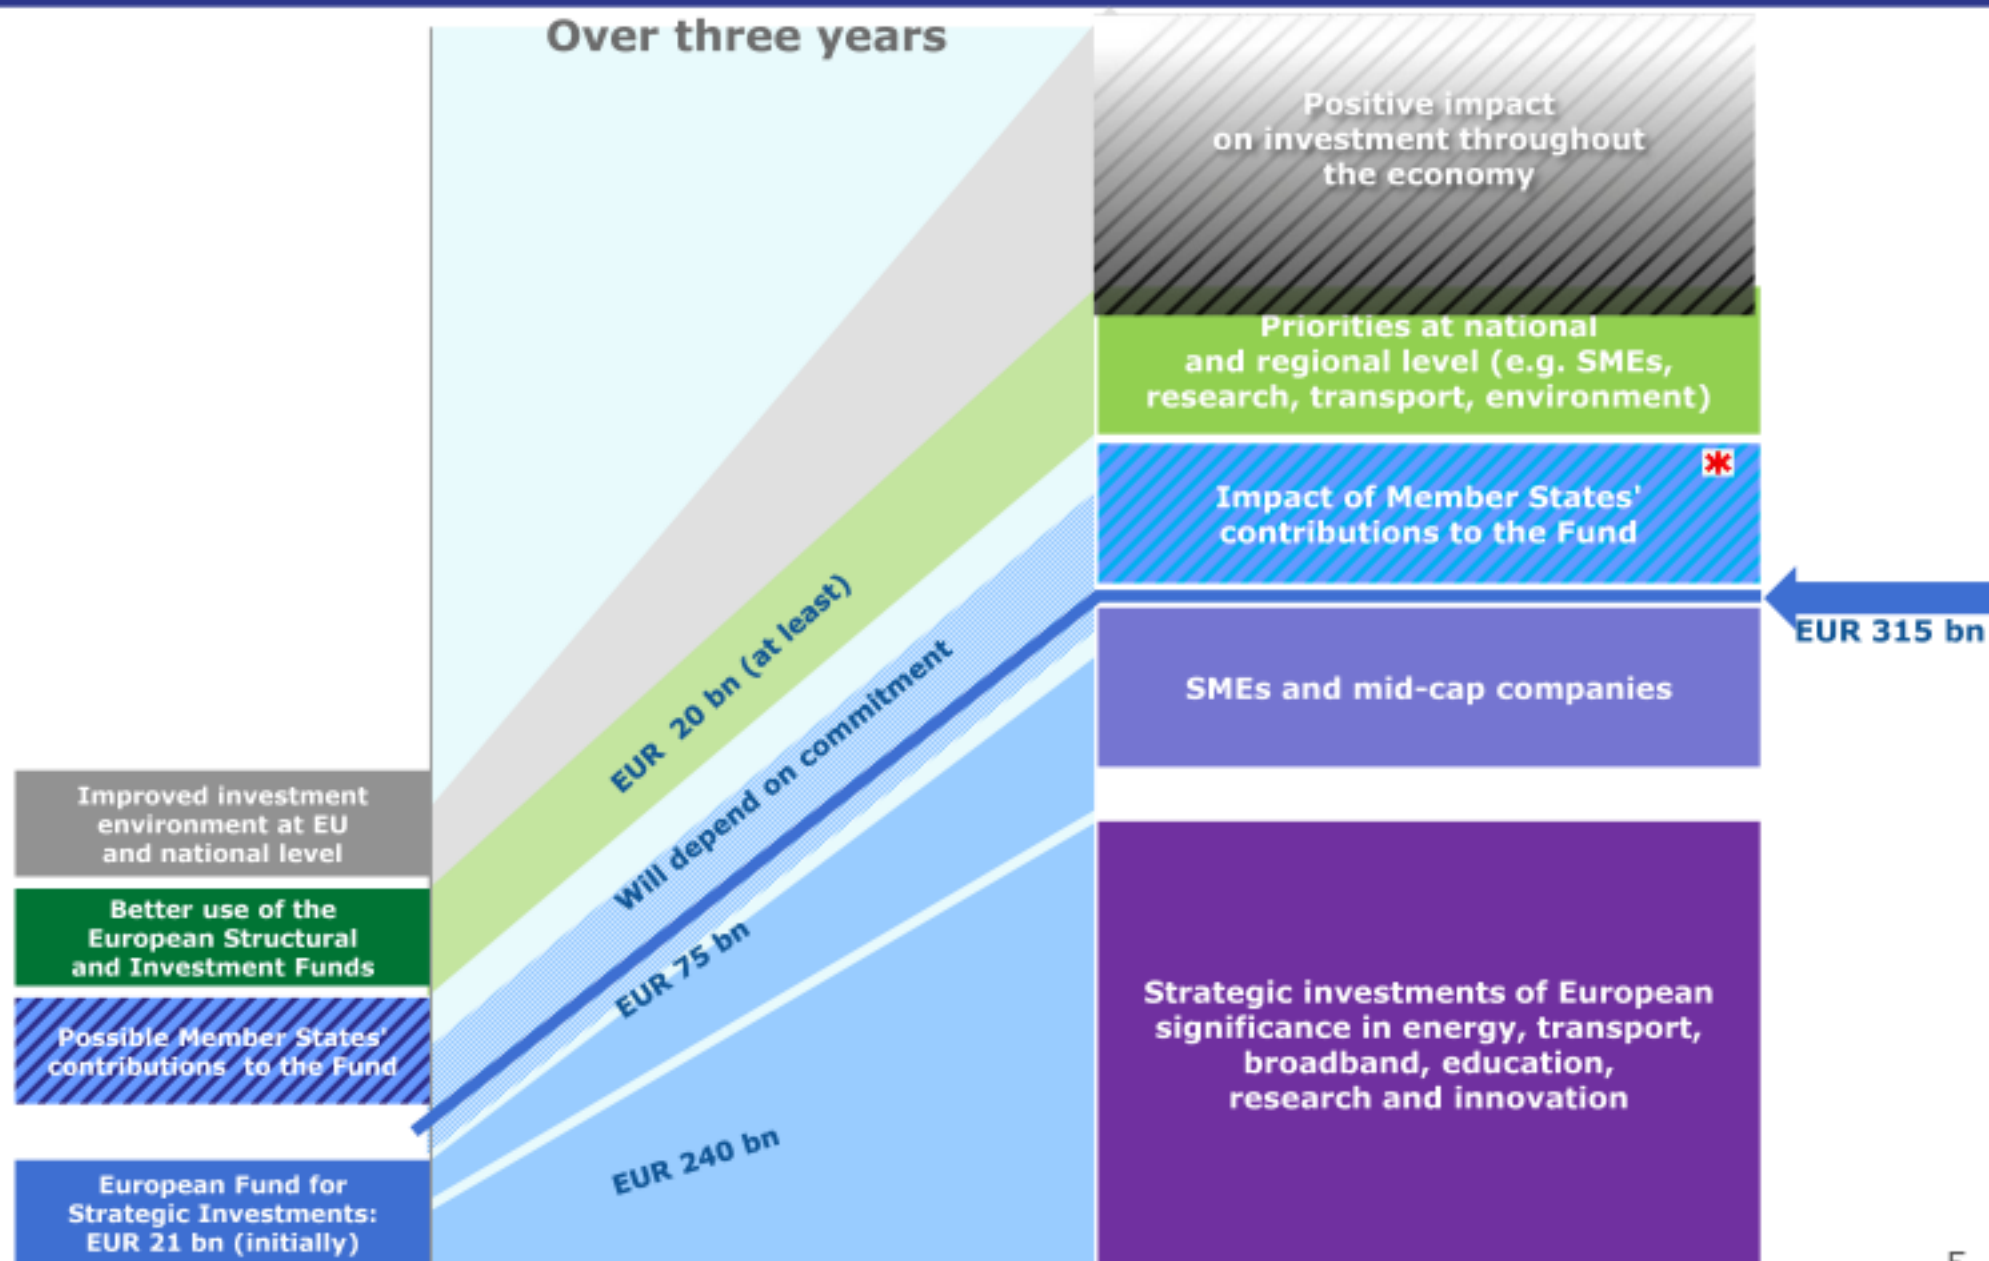 Over three years
Positive impact
on investment throughout
the economy
Priorities at national
and regional level (e.g. SMEs,
research, transport, environment)
Impact of Member States'
contributions to the Fund
EUR 315 bn
SMEs and mid-cap companies
Strategic investments of European
significance in energy, transport,
broadband, education,
research and innovation
EUR 20 bn (at least)
Will depend on commitment
EUR 75 bn
EUR 240 bn
Improved investment
environment at EU
and national level
Better use of the
European Structural
and Investment Funds
Possible Member States'
contributions to the Fund
European Fund for
Strategic Investments:
EUR 21 bn (initially)